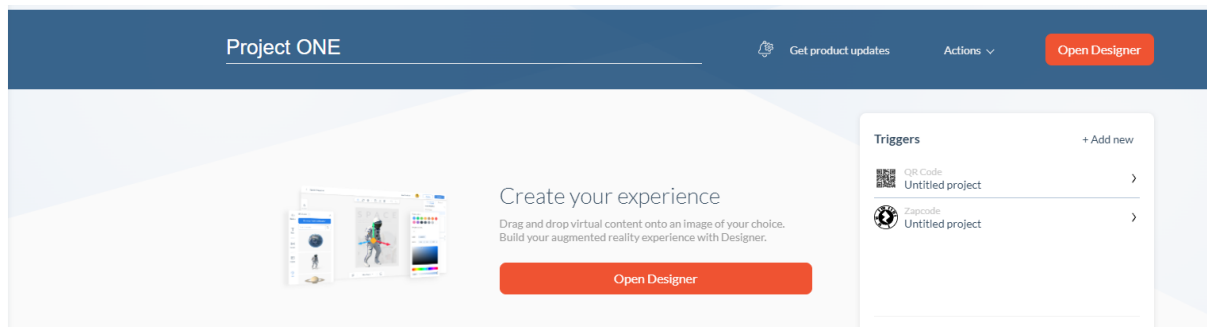 Project ONE
Get product updates
Actions
Open Designer
Triggers
+ Add new
QR Code
Untitled project
Zapcode
Untitled project
Create your experience
Drag and drop virtual content onto an image of your choice.
Build your augmented reality experience with Designer.
Open Designer